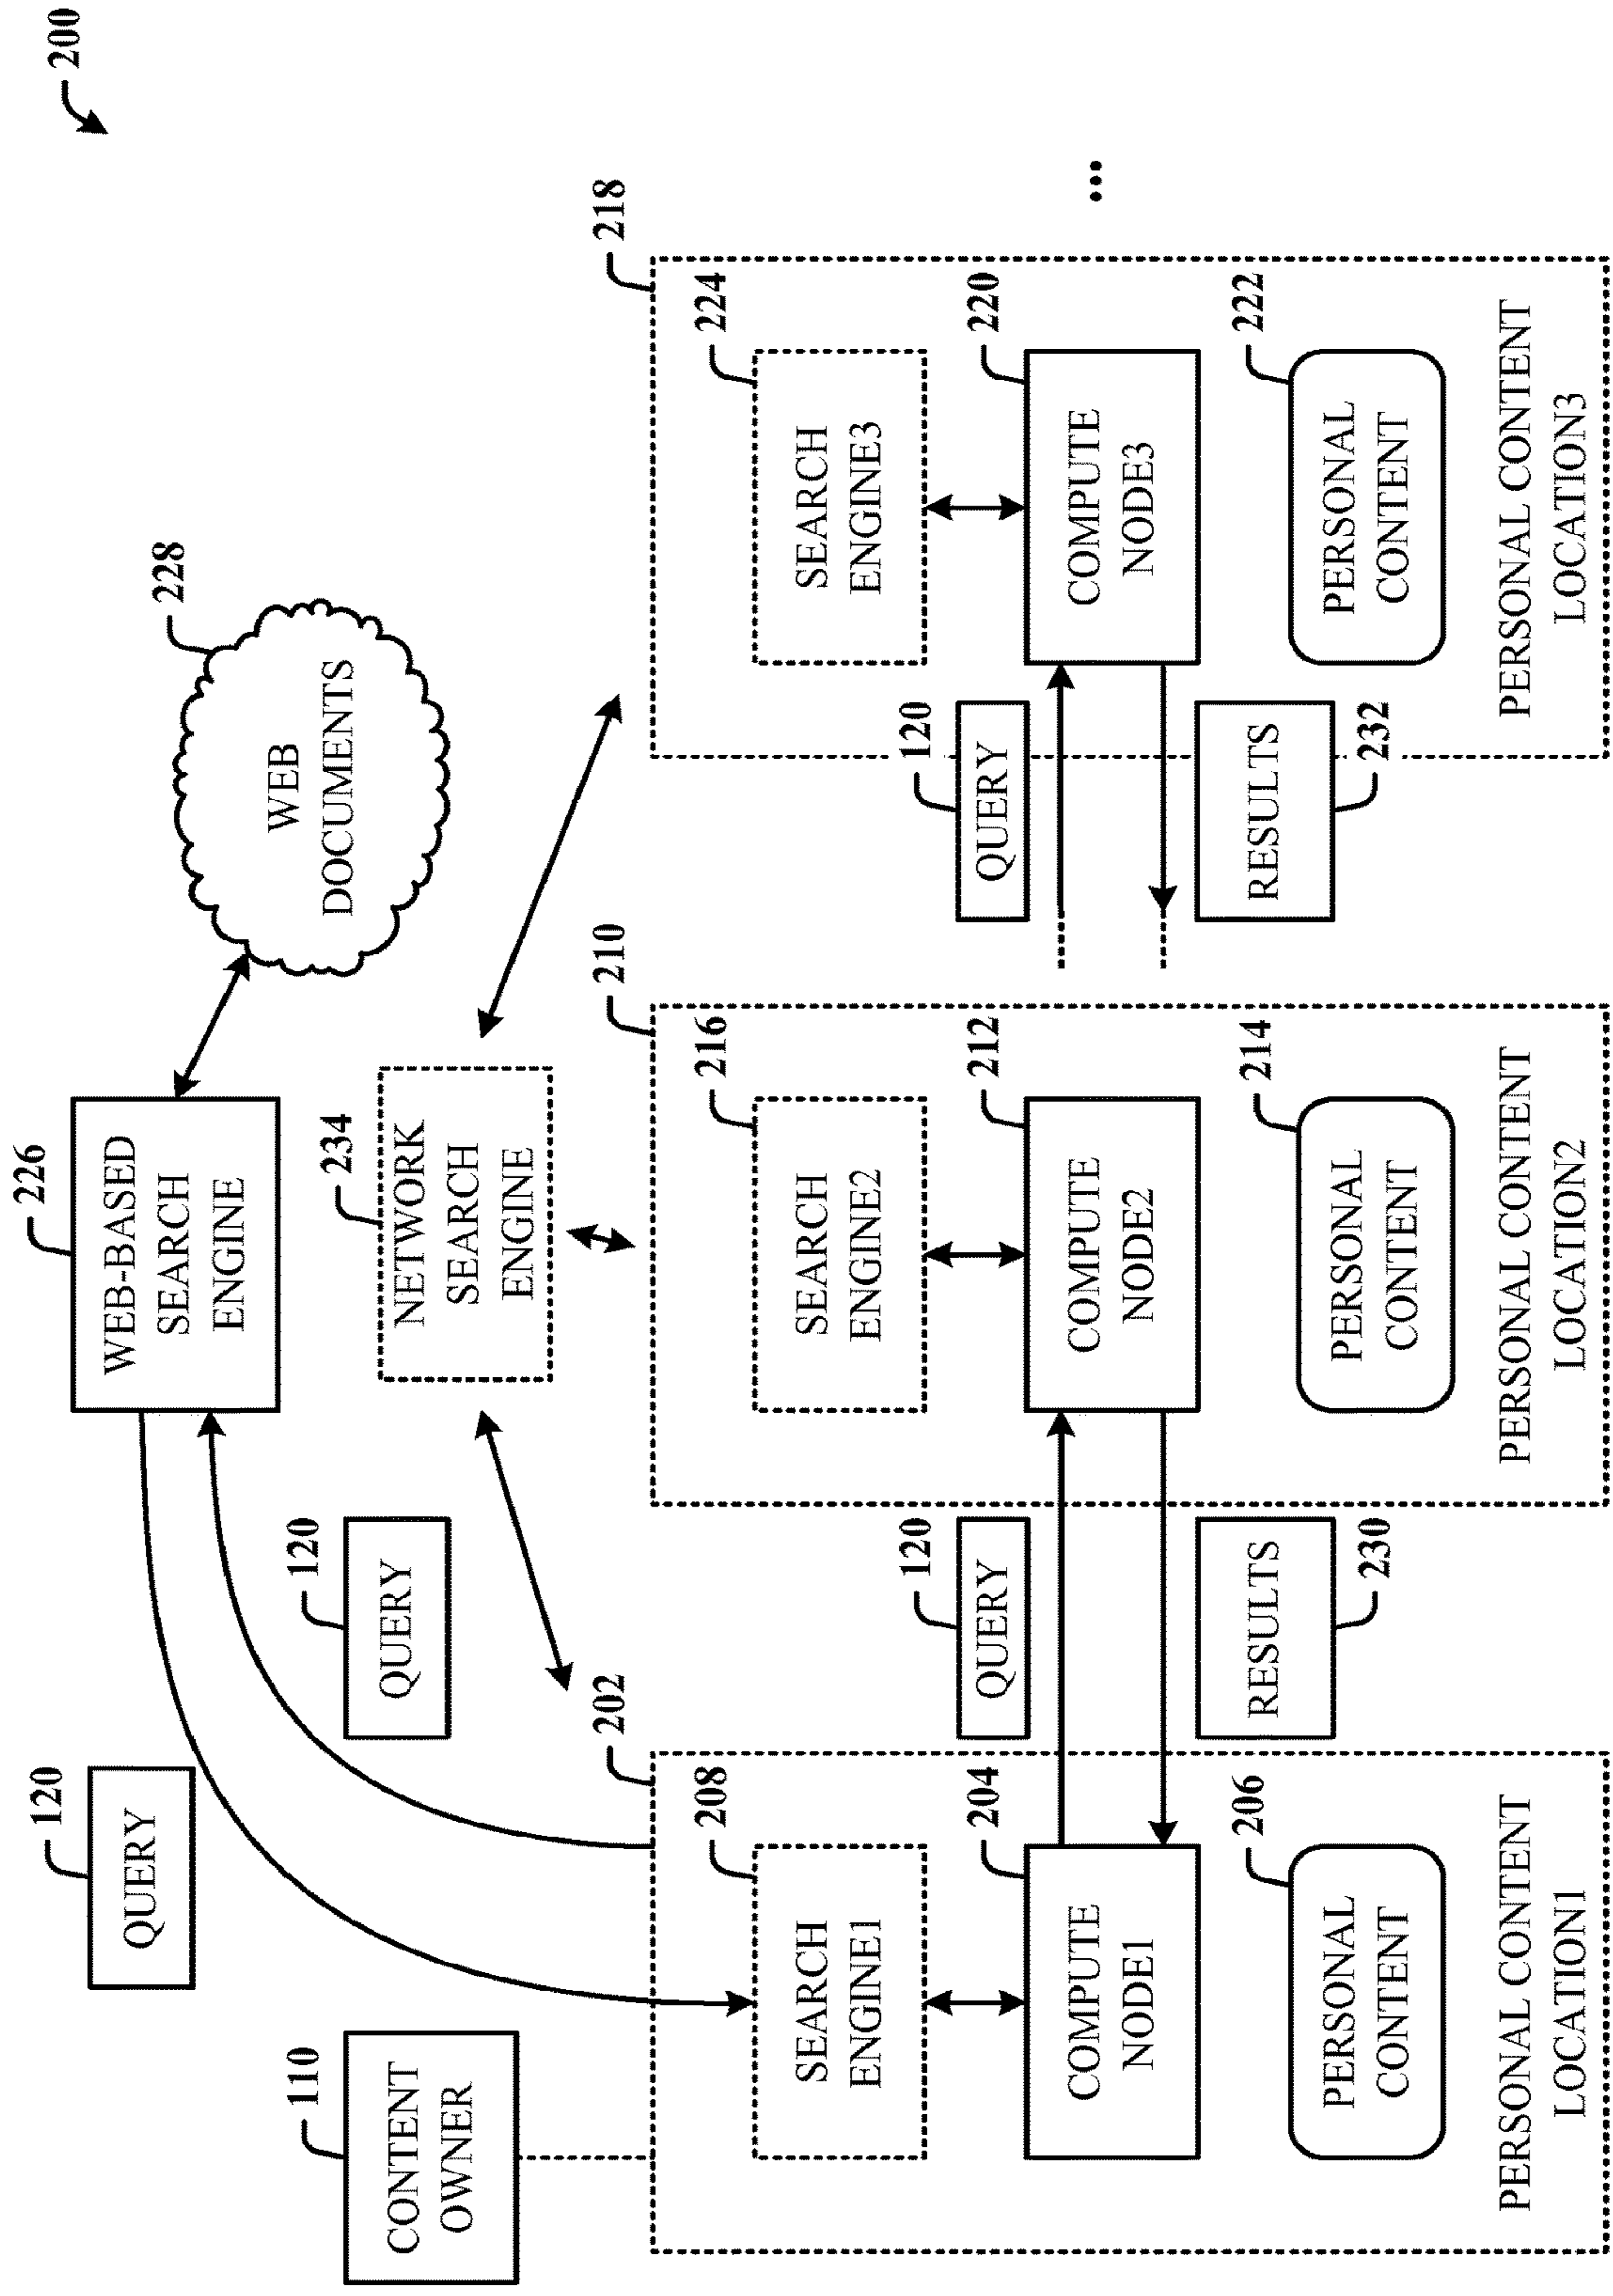 200
226
WEB-BASED
SEARCH
ENGINE
228
WEB
DOCUMENTS
120
QUERY
120
QUERY
234
NETWORK
SEARCH
ENGINE
110
CONTENT
OWNER
202
208
SEARCH
ENGINE1
204
COMPUTE
NODE1
206
PERSONAL
CONTENT
PERSONAL CONTENT
LOCATION1
120
QUERY
RESULTS
230
210
216
SEARCH
ENGINE2
212
COMPUTE
NODE2
214
PERSONAL
CONTENT
PERSONAL CONTENT
LOCATION2
120
QUERY
RESULTS
232
218
224
SEARCH
ENGINE3
220
COMPUTE
NODE3
222
PERSONAL
CONTENT
PERSONAL CONTENT
LOCATION3
...